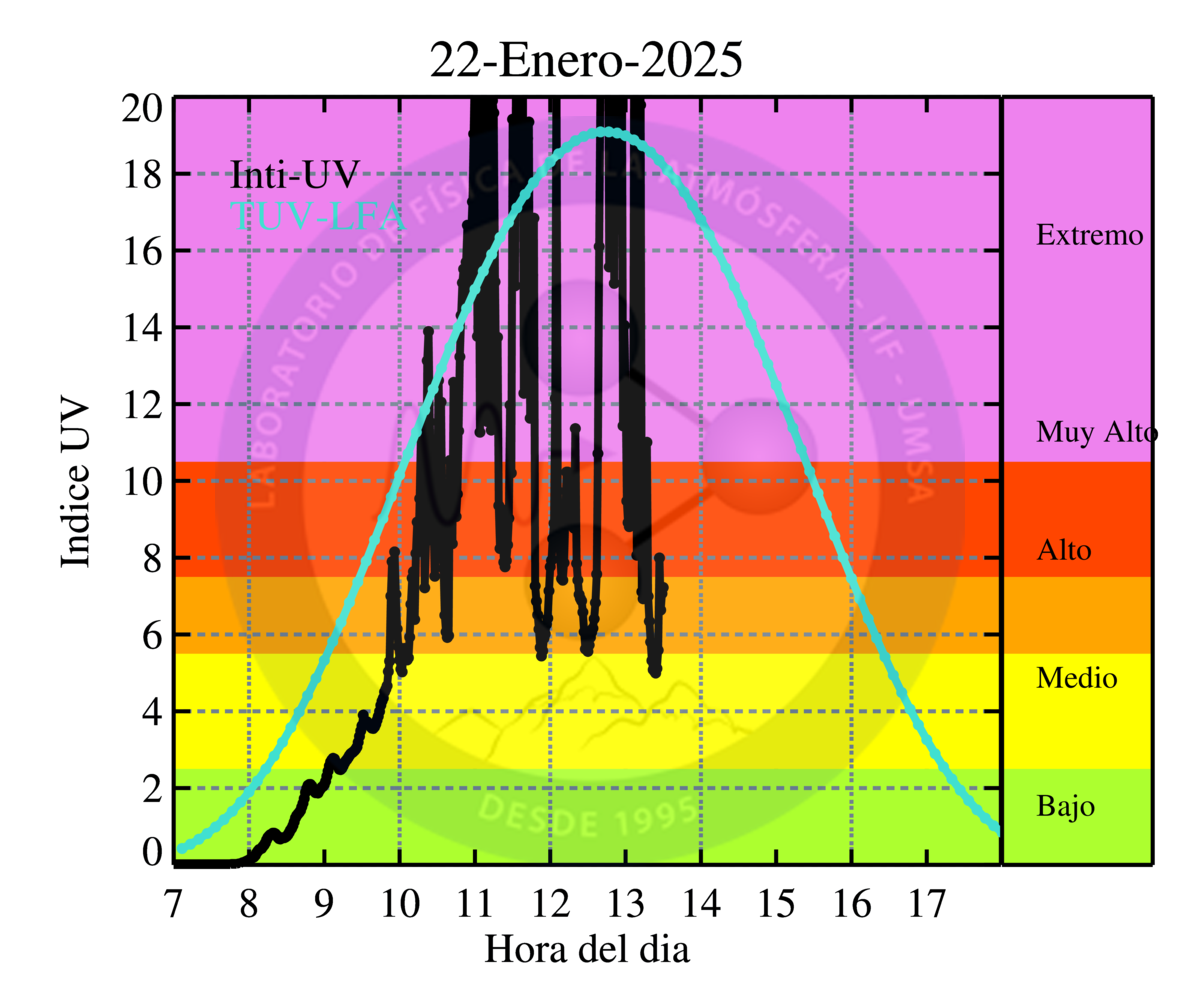 22-Enero-2025
Indice UV
20
18
16
14
12
10
8
6
4
2
0
Inti-UV
TUV-LFA
LABORATORIO DE FÍSICA DE LA ATMÓSFERA - IIF - UMSA
DESDE 1995
Extremo
Muy Alto
Alto
Medio
Bajo
7 8 9 10 11 12 13 14 15 16 17
Hora del dia